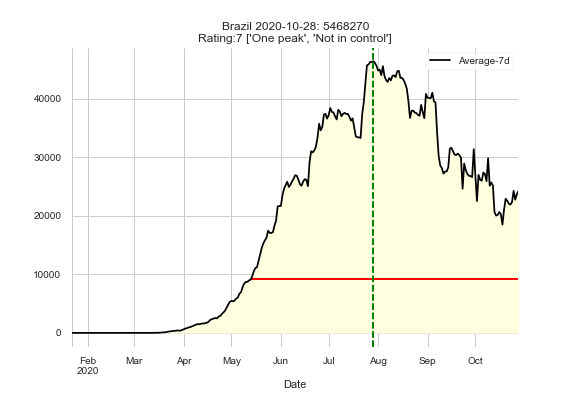 Brazil 2020-10-28: 5468270
Rating:7 ['One peak', 'Not in control']
Average-7d
40000
30000
20000
10000
0
Feb Mar Apr May Jun Jul Aug Sep Oct
2020
Date